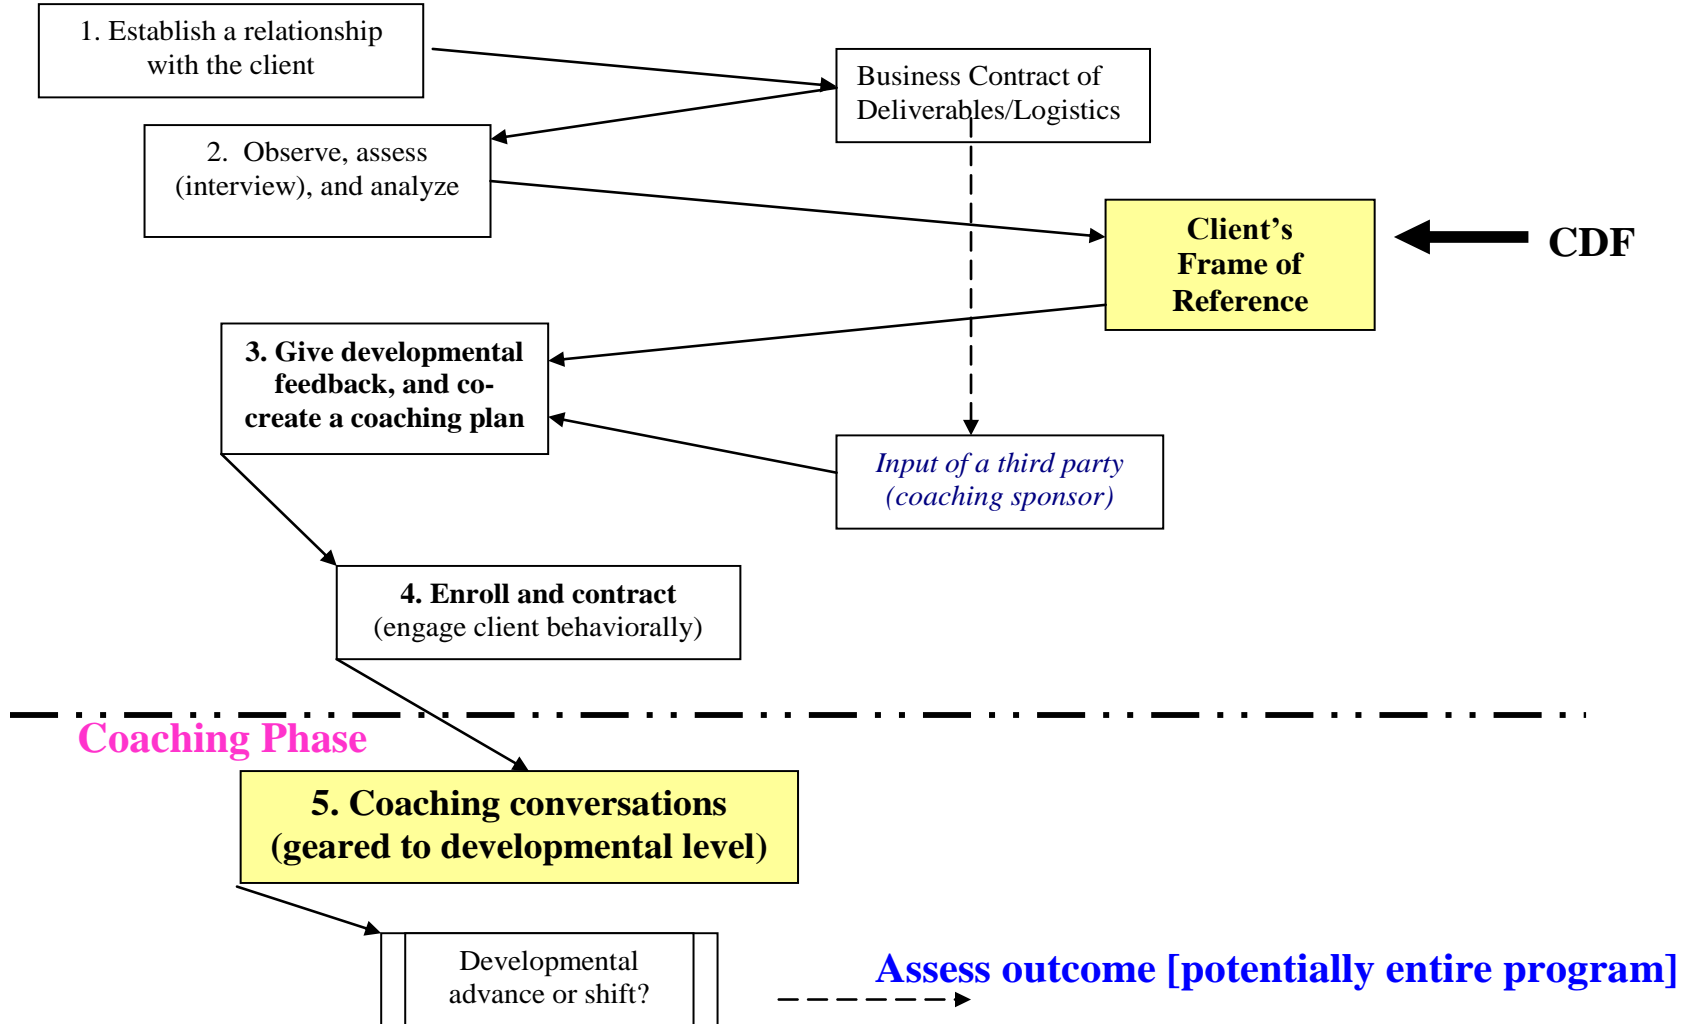 1. Establish a relationship
with the client
Business Contract of
Deliverables/Logistics
2. Observe, assess
(interview), and analyze
Client’s
Frame of
Reference
CDF
3. Give developmental
feedback, and co-
create a coaching plan
Input of a third party
(coaching sponsor)
4. Enroll and contract
(engage client behaviorally)
Coaching Phase
5. Coaching conversations
(geared to developmental level)
Developmental
advance or shift?
Assess outcome [potentially entire program]